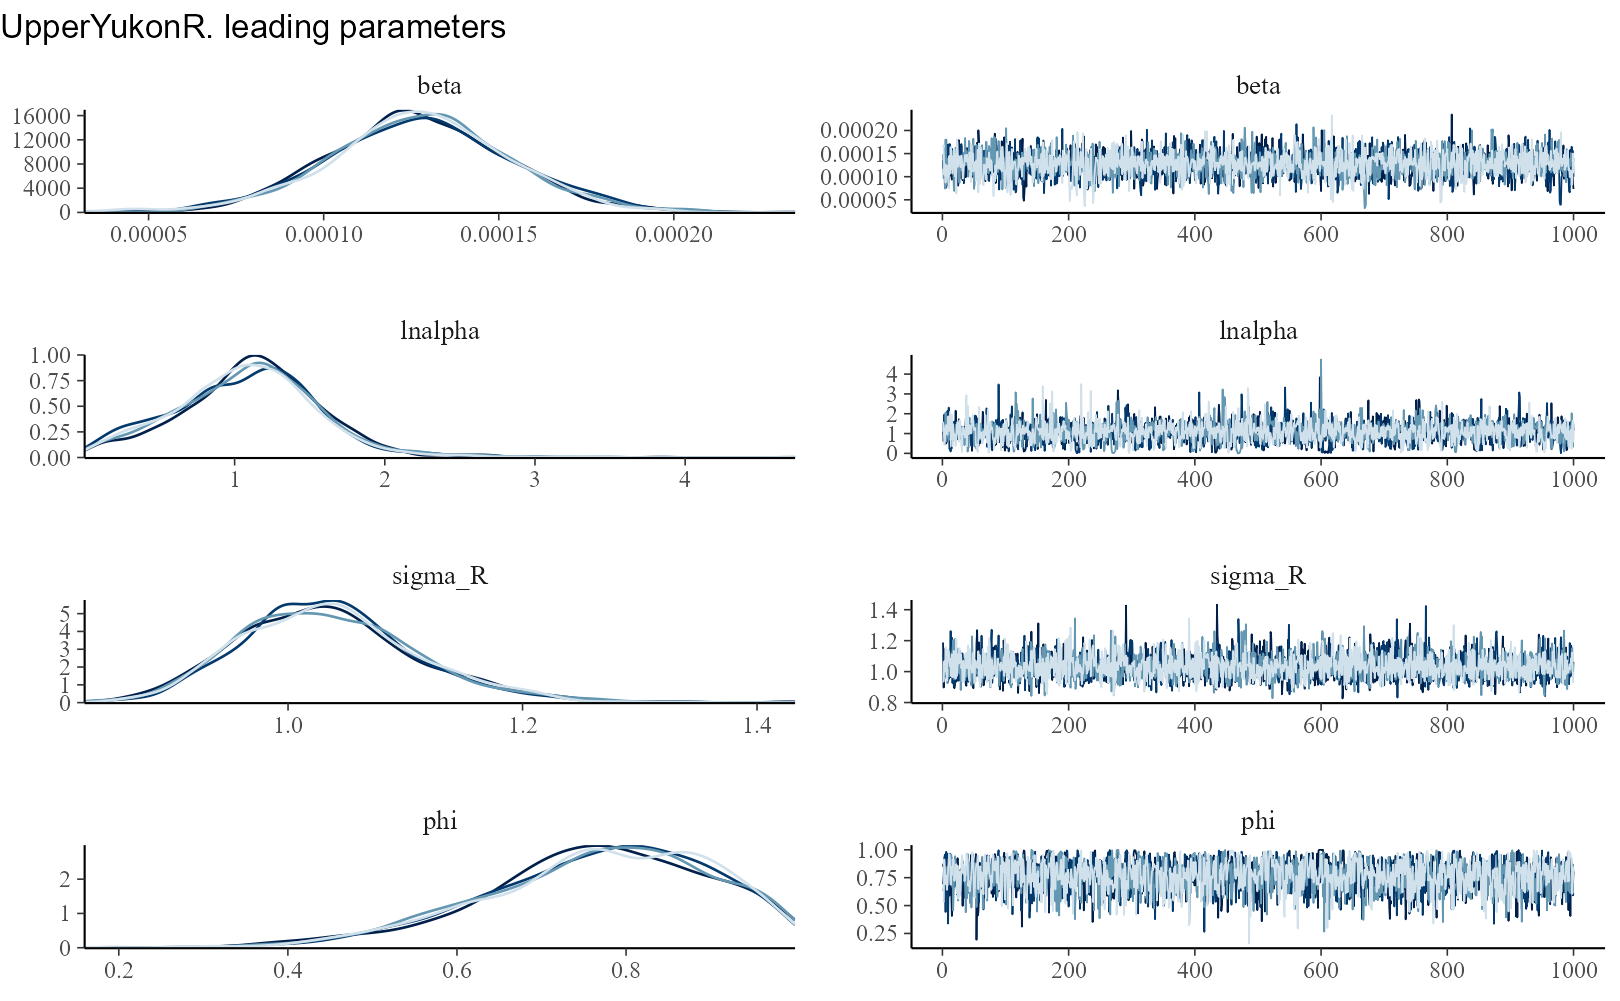 UpperYukonR. leading parameters
beta
16000
12000
8000
4000
0
0.00005 0.00010 0.00015 0.00020
beta
0.00020
0.00015
0.00010
0.00005
0 200 400 600 800 1000
lnalpha
1.00
0.75
0.50
0.25
0.00
1 2 3 4
lnalpha
4
3
2
1
0
0 200 400 600 800 1000
sigma_R
5
4
3
2
1
0
1.0 1.2 1.4
sigma_R
1.4
1.2
1.0
0.8
0 200 400 600 800 1000
phi
2
1
0
0.2 0.4 0.6 0.8
phi
1.00
0.75
0.50
0.25
0 200 400 600 800 1000